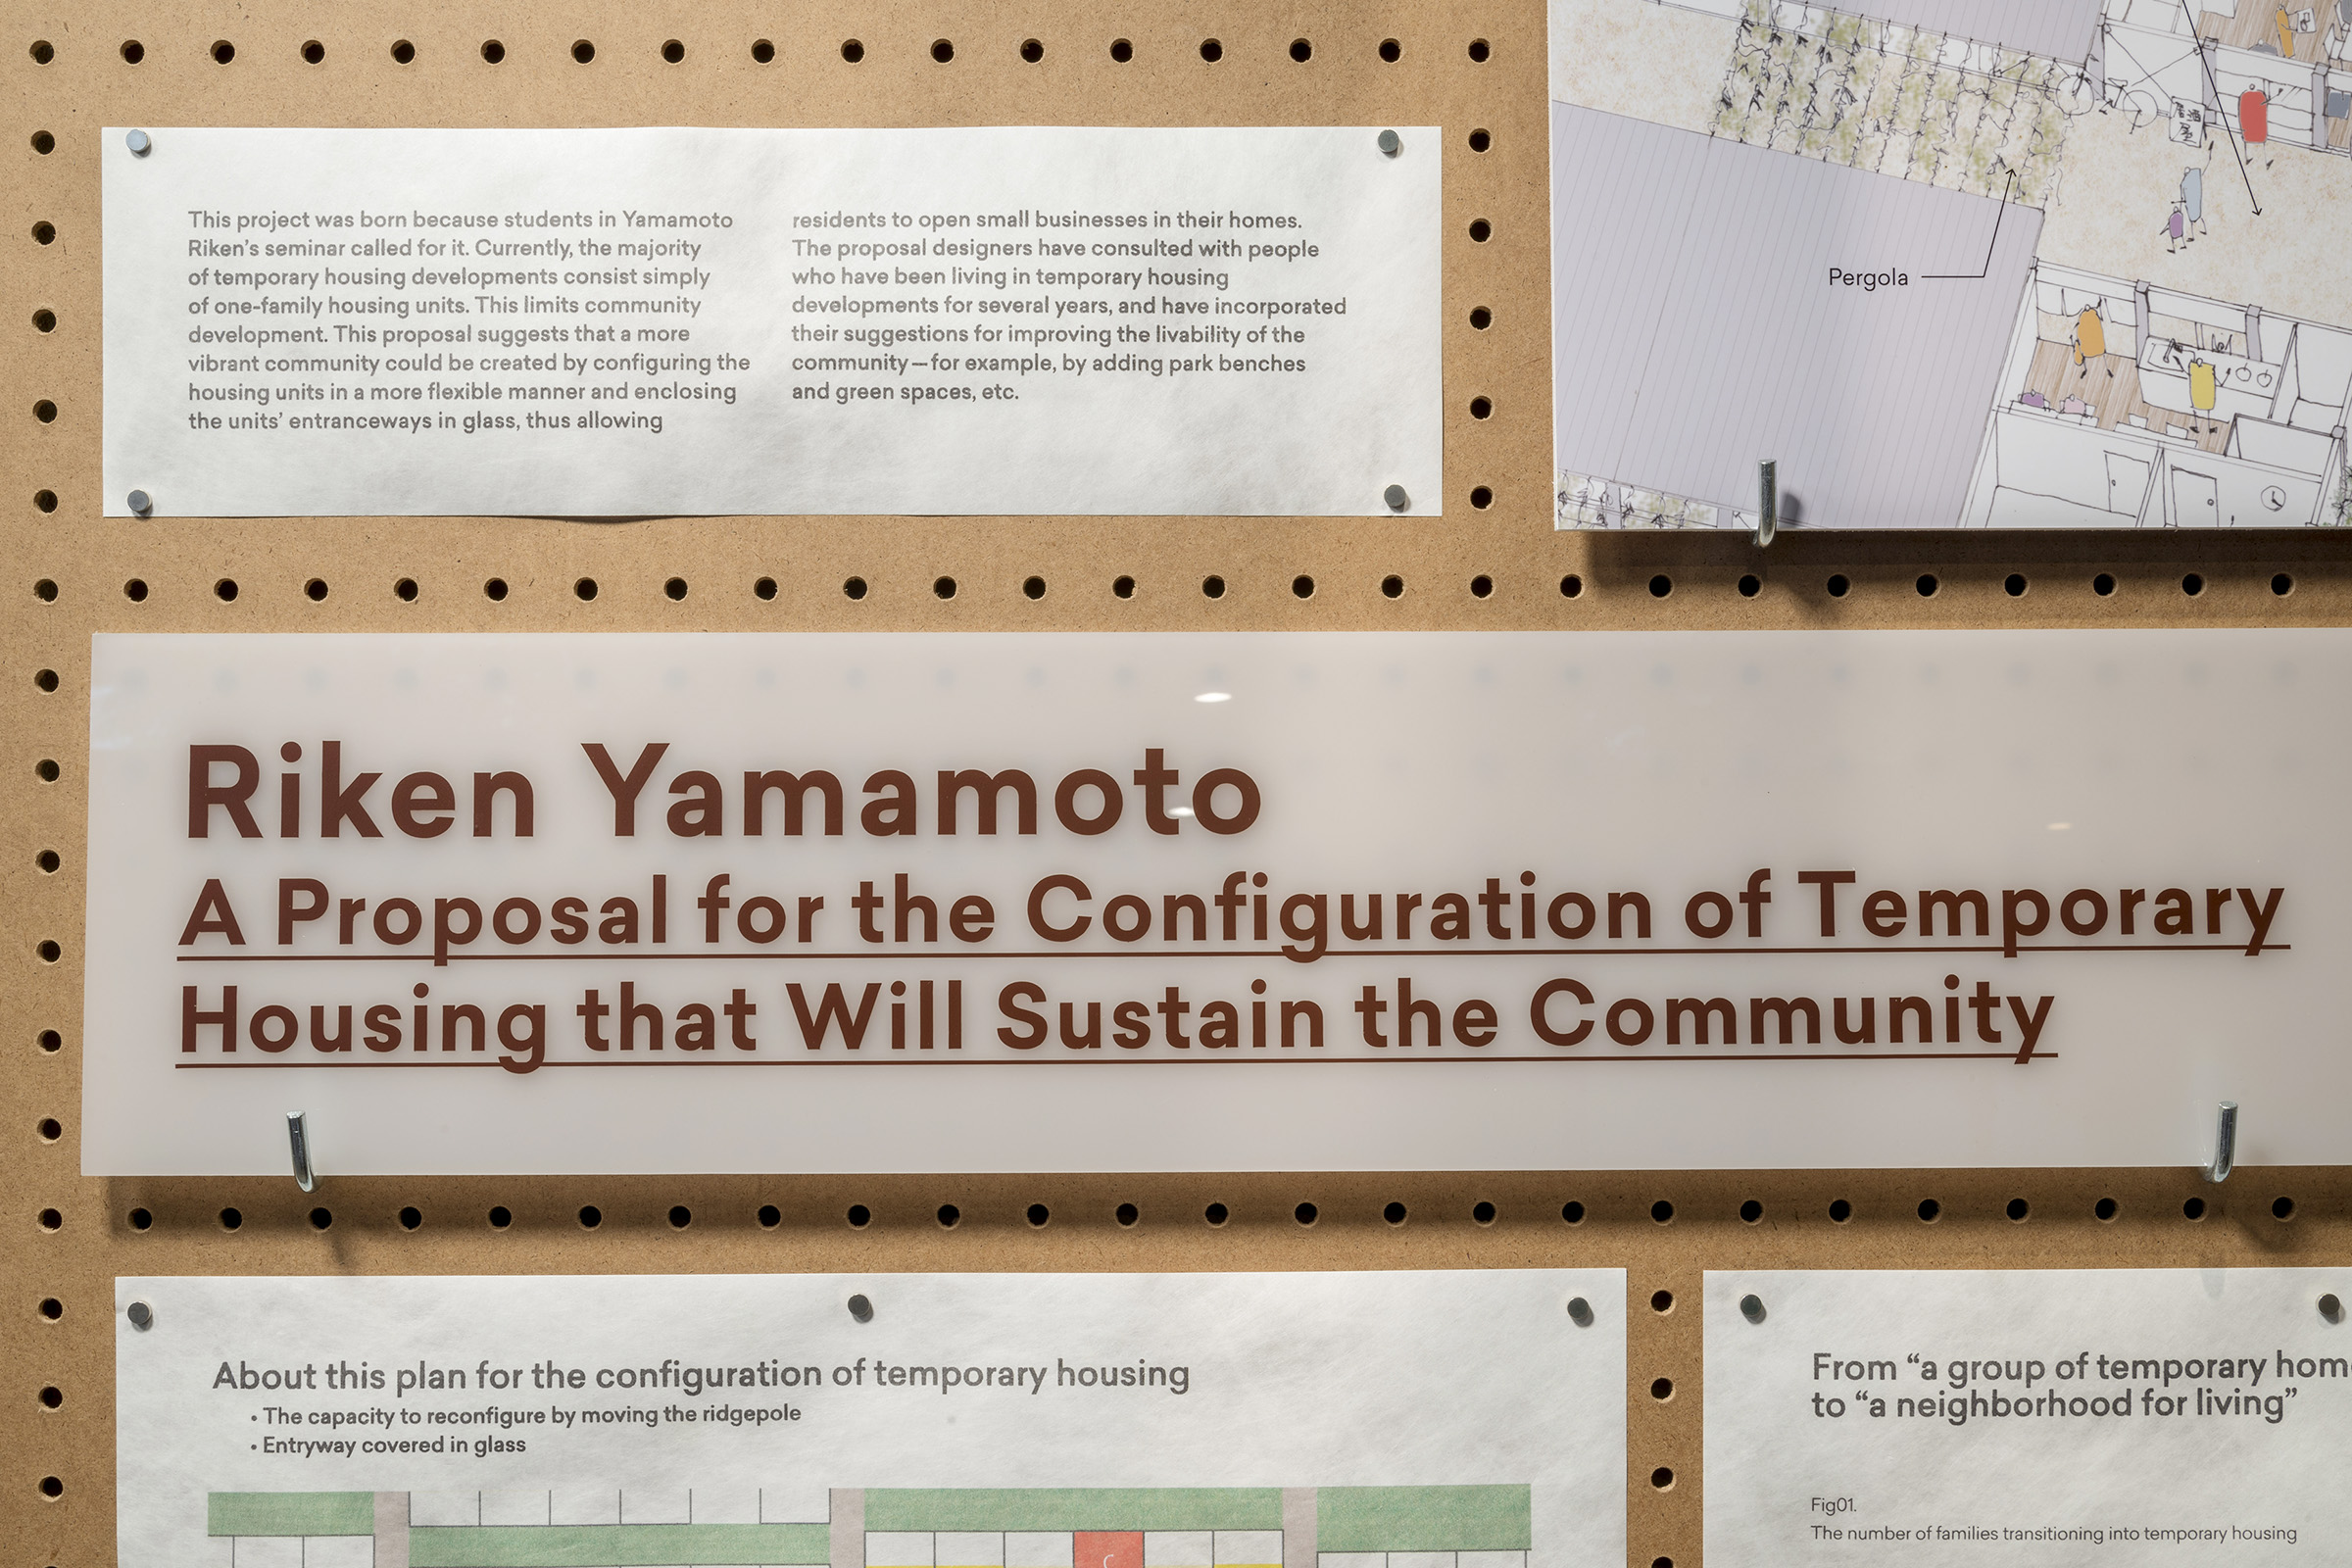 This project was born because students in Yamamoto
Riken's seminar called for it. Currently, the majority
of temporary housing developments consist simply
of one-family housing units. This limits community
development. This proposal suggests that a more
vibrant community could be created by configuring the
housing units in a more flexible manner and enclosing
the units' entranceways in glass, thus allowing
residents to open small businesses in their homes.
The proposal designers have consulted with people
who have been living in temporary housing
developments for several years, and have incorporated
their suggestions for improving the livability of the
community—for example, by adding park benches
and green spaces, etc.
Pergola
Riken Yamamoto
A Proposal for the Configuration of Temporary
Housing that Will Sustain the Community
About this plan for the configuration of temporary housing
• The capacity to reconfigure by moving the ridgepole
• Entryway covered in glass
From “a group of temporary
to “a neighborhood for living”
Fig01.
The number of families transitioning into temporary housing